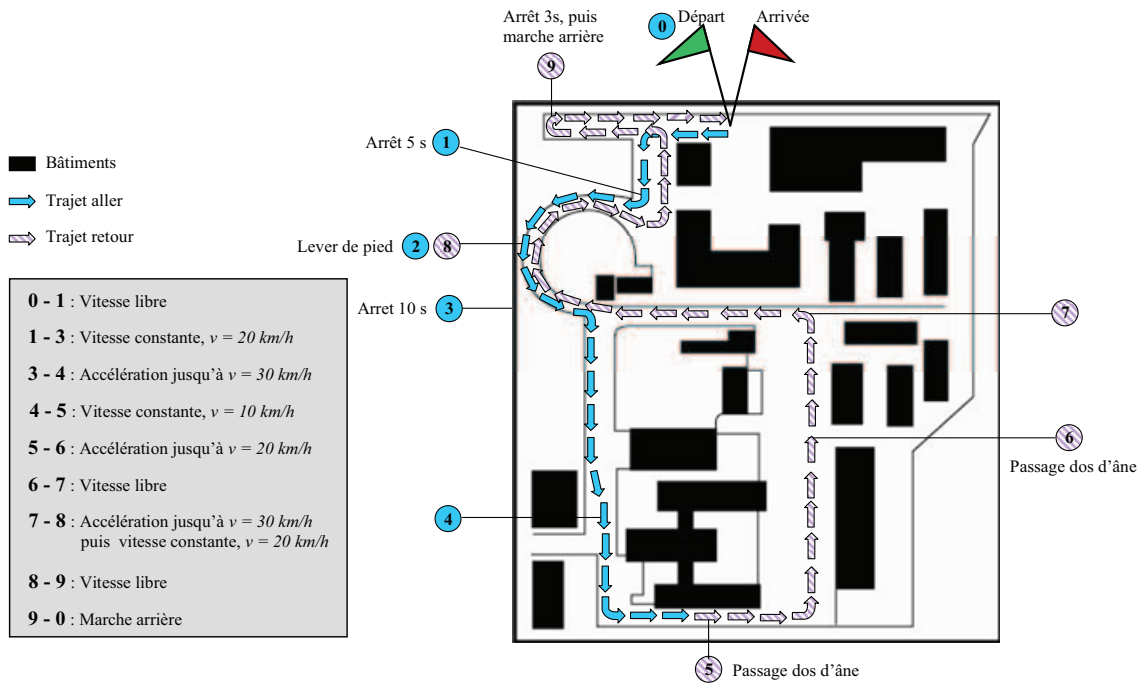 Arrêt 3s, puis
marche arrière
9
0 Départ
Arrivée
Arrêt 5 s 1
Bâtiments
Trajet aller
Trajet retour
Lever de pied 2 8
Arret 10 s 3
7
6
Passage dos d’âne
4
5 Passage dos d’âne
0 - 1 : Vitesse libre
1 - 3 : Vitesse constante, v = 20 km/h
3 - 4 : Accélération jusqu’à v = 30 km/h
4 - 5 : Vitesse constante, v = 10 km/h
5 - 6 : Accélération jusqu’à v = 20 km/h
6 - 7 : Vitesse libre
7 - 8 : Accélération jusqu’à v = 30 km/h
puis vitesse constante, v = 20 km/h
8 - 9 : Vitesse libre
9 - 0 : Marche arrière